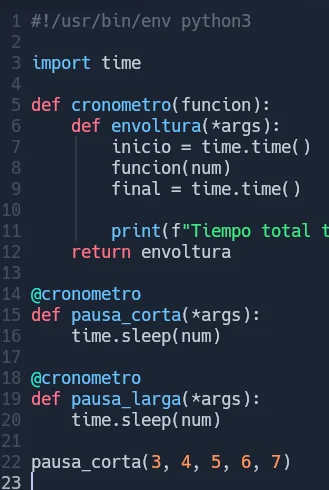 1 #!/usr/bin/env python3
2
3 import time
4
5 def cronometro(funcion):
6     def envoltura(*args):
7         inicio = time.time()
8         funcion(num)
9         final = time.time()
10
11         print(f"Tiempo total t
12     return envoltura
13
14 @cronometro
15 def pausa_corta(*args):
16     time.sleep(num)
17
18 @cronometro
19 def pausa_larga(*args):
20     time.sleep(num)
21
22 pausa_corta(3, 4, 5, 6, 7)
23